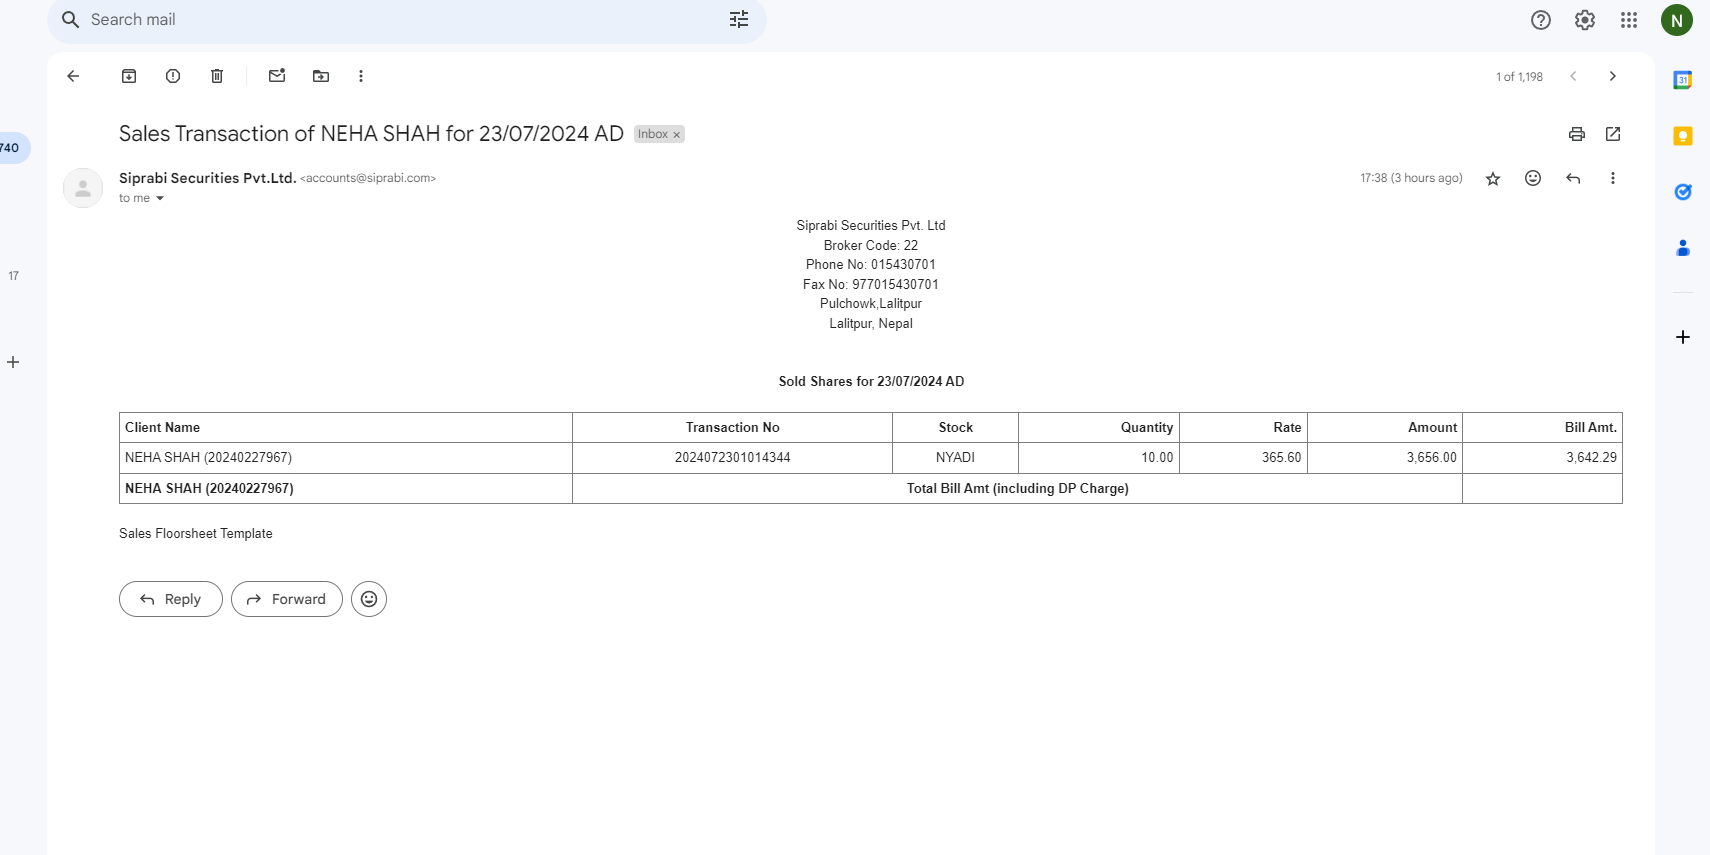 Search mail
N
1 of 1,198
31
Sales Transaction of NEHA SHAH for 23/07/2024 AD Inbox ×
740
Siprabi Securities Pvt.Ltd. <accounts@siprabi.com>
17:38 (3 hours ago)
to me
Siprabi Securities Pvt. Ltd
Broker Code: 22
Phone No: 015430701
17
Fax No: 977015430701
Pulchowk,Lalitpur
Lalitpur, Nepal
Sold Shares for 23/07/2024 AD
Client Name Transaction No Stock Quantity Rate Amount Bill Amt.
NEHA SHAH (20240227967) 2024072301014344 NYADI 10.00 365.60 3,656.00 3,642.29
NEHA SHAH (20240227967) Total Bill Amt (including DP Charge)
Sales Floorsheet Template
Reply Forward